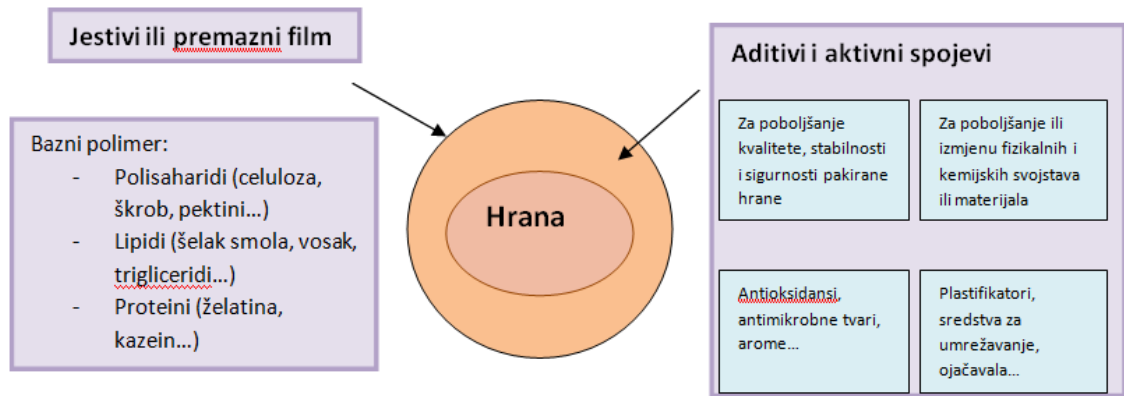 Jestivi ili premazni film
Bazni polimer:
- Polisaharidi (celuloza,
škrob, pektini...)
- Lipidi (šelak smola, vosak,
trigliceridi...)
- Proteini (želatina,
kazein...)
Hrana
Aditivi i aktivni spojevi
Za poboljšanje
kvalitete, stabilnosti
i sigurnosti pakirane
hrane
Za poboljšanje ili
izmjenu fizikalnih i
kemijskih svojstava
ili materijala
Antioksidansi,
antimikrobne tvari,
arome...
Plastifikatori,
sredstva za
umrežavanje,
ojačavala...